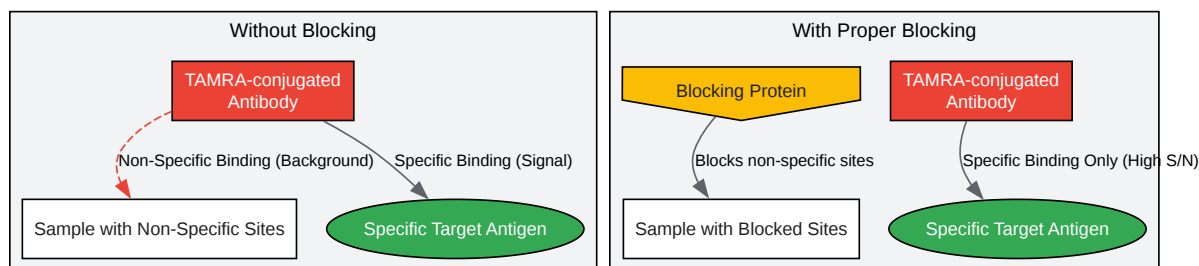 Without Blocking
TAMRA-conjugated
Antibody
Non-Specific Binding (Background)
Specific Binding (Signal)
Sample with Non-Specific Sites
Specific Target Antigen
With Proper Blocking
Blocking Protein
TAMRA-conjugated
Antibody
Blocks non-specific sites
Specific Binding Only (High S/N)
Sample with Blocked Sites
Specific Target Antigen